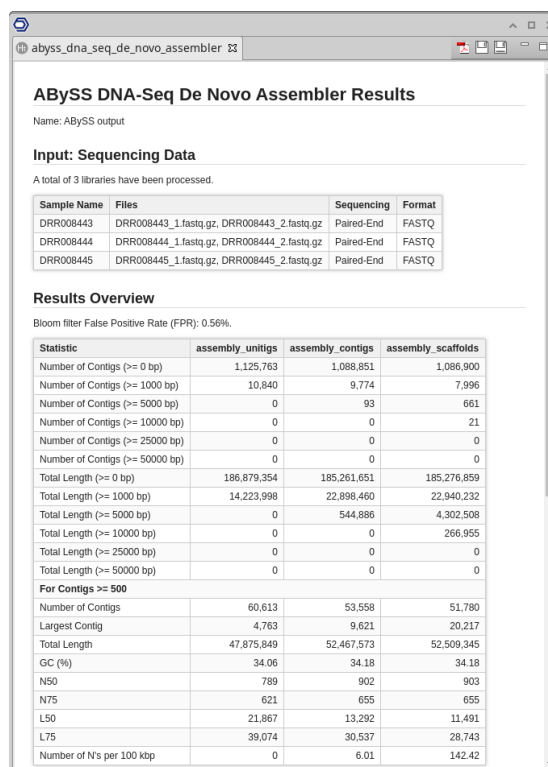 abyss_dna_seq_de_novo_assembler
ABySS DNA-Seq De Novo Assembler Results
Name: ABySS output
Input: Sequencing Data
A total of 3 libraries have been processed.
Sample Name Files Sequencing Format
DRR008443 DRR008443_1.fastq.gz, DRR008443_2.fastq.gz Paired-End FASTQ
DRR008444 DRR008444_1.fastq.gz, DRR008444_2.fastq.gz Paired-End FASTQ
DRR008445 DRR008445_1.fastq.gz, DRR008445_2.fastq.gz Paired-End FASTQ
Results Overview
Bloom filter False Positive Rate (FPR): 0.56%.
Statistic assembly_unitigs assembly_contigs assembly_scaffolds
Number of Contigs (>= 0 bp) 1,125,763 1,088,851 1,086,900
Number of Contigs (>= 1000 bp) 10,840 9,774 7,996
Number of Contigs (>= 5000 bp) 0 93 661
Number of Contigs (>= 10000 bp) 0 0 21
Number of Contigs (>= 25000 bp) 0 0 0
Number of Contigs (>= 50000 bp) 0 0 0
Total Length (>= 0 bp) 186,879,354 185,261,651 185,276,859
Total Length (>= 1000 bp) 14,223,998 22,898,460 22,940,232
Total Length (>= 5000 bp) 0 544,886 4,302,508
Total Length (>= 10000 bp) 0 0 266,955
Total Length (>= 25000 bp) 0 0 0
Total Length (>= 50000 bp) 0 0 0
For Contigs >= 500
Number of Contigs 60,613 53,558 51,780
Largest Contig 4,763 9,621 20,217
Total Length 47,875,849 52,467,573 52,509,345
GC (%) 34.06 34.18 34.18
N50 789 902 903
N75 621 655 655
L50 21,867 13,292 11,491
L75 39,074 30,537 28,743
Number of N's per 100 kbp 0 6.01 142.42